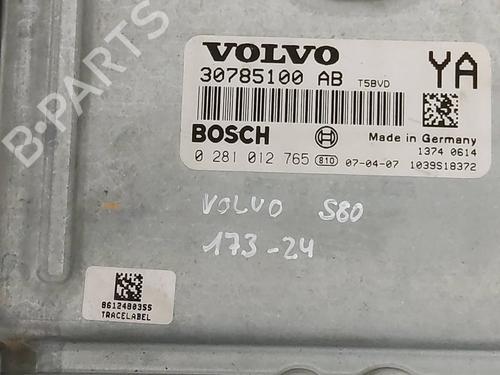 B-PARTS
VOLVO
30785100 AB
T5BVD
YA
BOSCH
Made in Germany
1374 0614
0 281 012 765
810
07-04-07
1039S18372
VOLVO S80
173-24
86124803S5
TRACELABEL